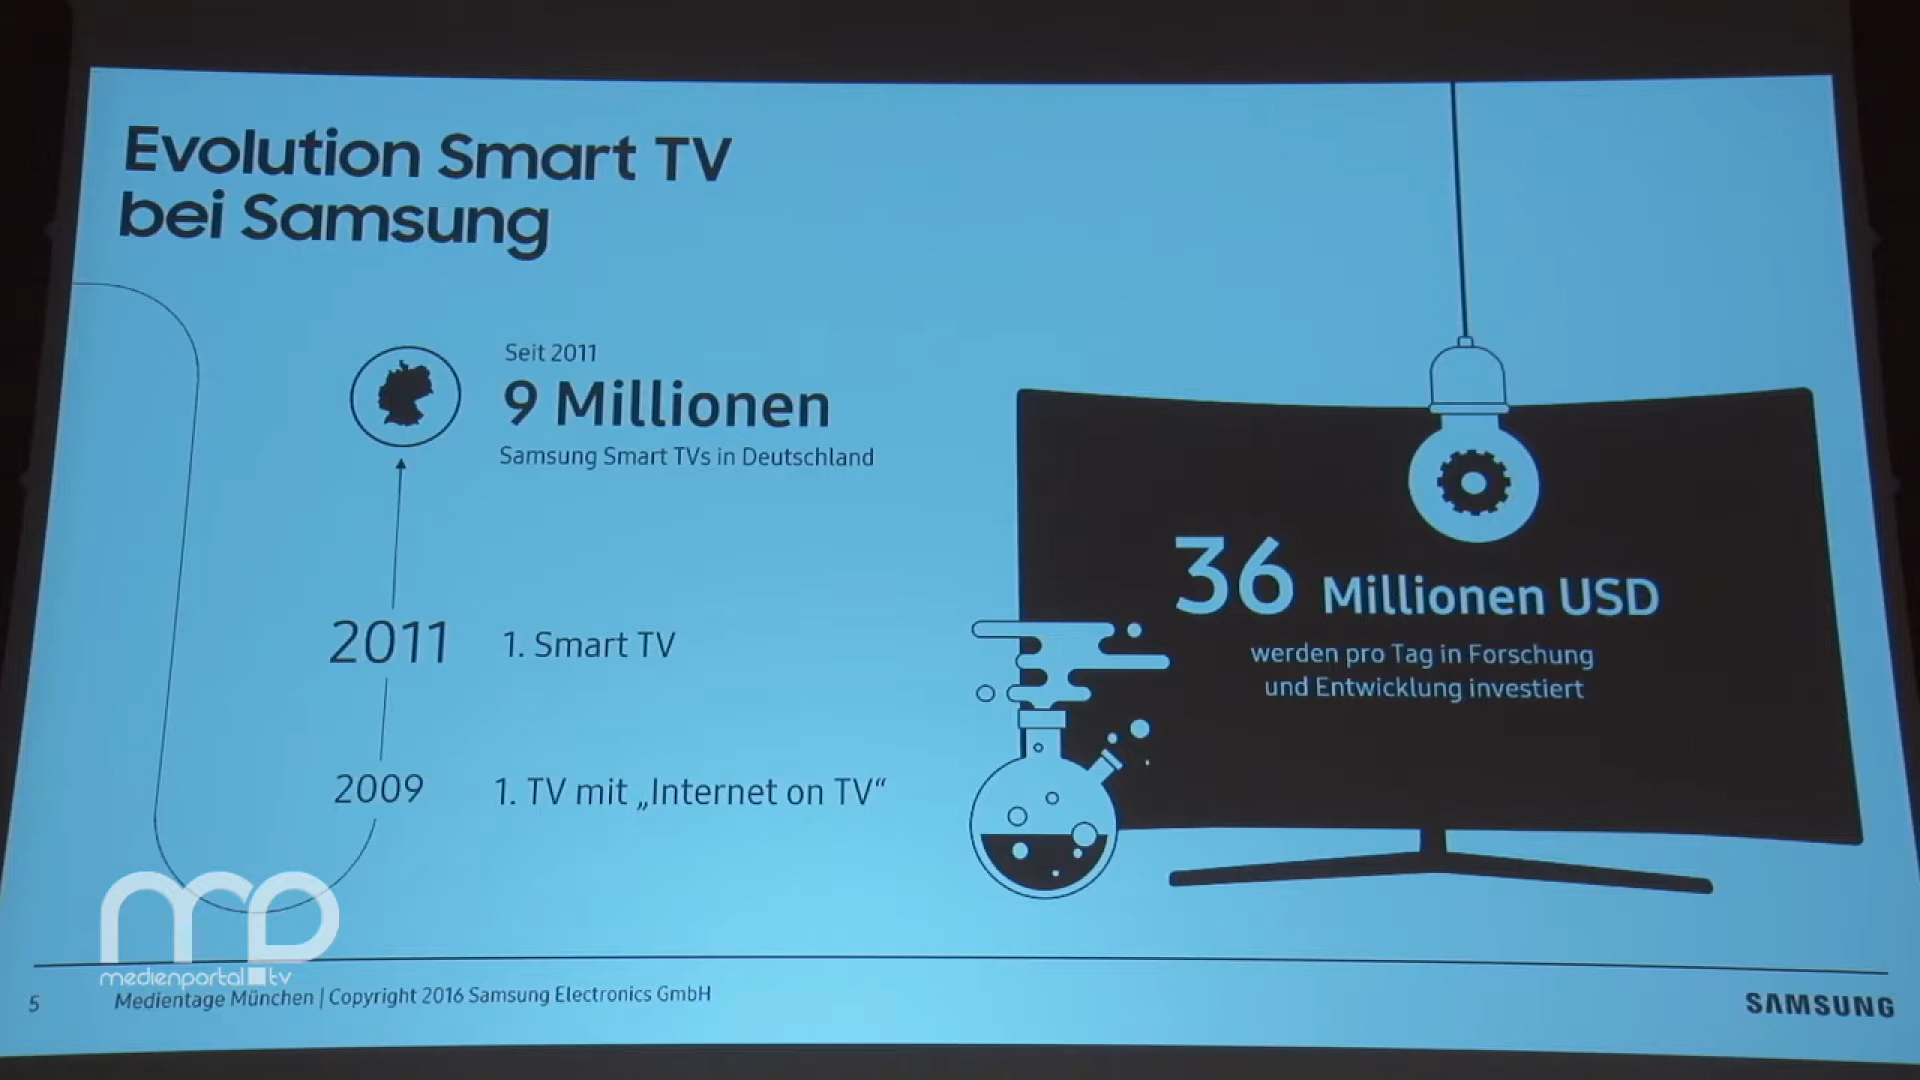 Evolution Smart TV
bei Samsung
Seit 2011
9 Millionen
Samsung Smart TVs in Deutschland
2011 1. Smart TV
2009 1. TV mit „Internet on TV“
36 Millionen USD
werden pro Tag in Forschung
und Entwicklung investiert
medienportal.tv
5 Medientage München | Copyright 2016 Samsung Electronics GmbH
SAMSUNG